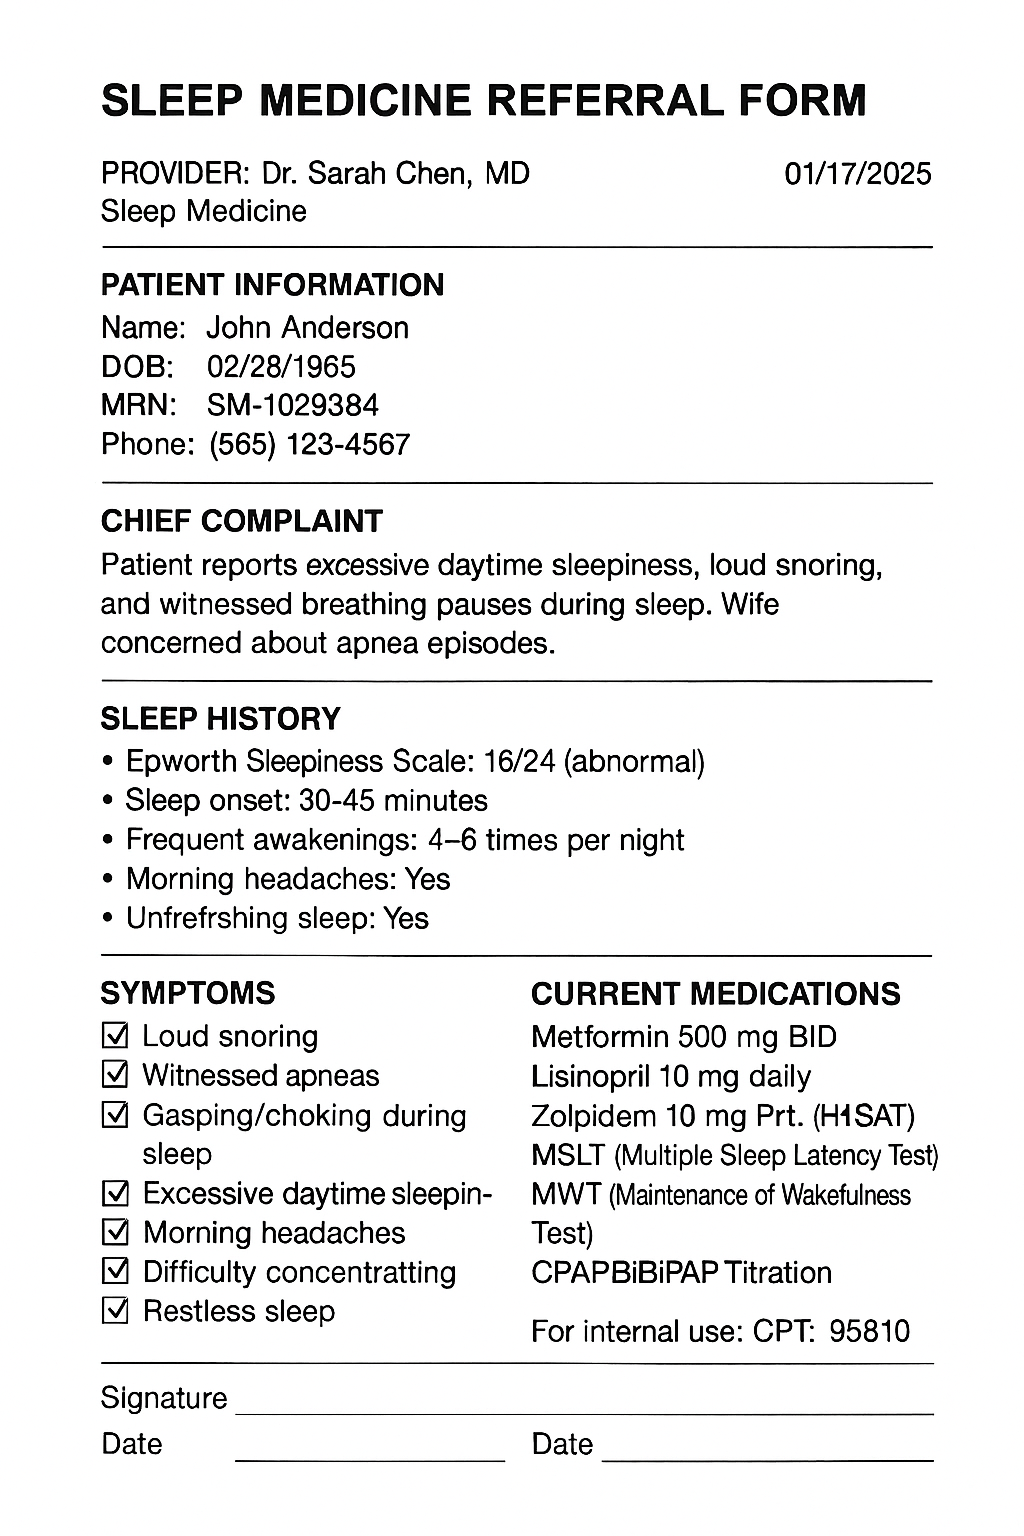 SLEEP MEDICINE REFERRAL FORM
PROVIDER: Dr. Sarah Chen, MD 01/17/2025
Sleep Medicine
PATIENT INFORMATION
Name: John Anderson
DOB: 02/28/1965
MRN: SM-1029384
Phone: (565) 123-4567
CHIEF COMPLAINT
Patient reports excessive daytime sleepiness, loud snoring,
and witnessed breathing pauses during sleep. Wife
concerned about apnea episodes.
SLEEP HISTORY
• Epworth Sleepiness Scale: 16/24 (abnormal)
• Sleep onset: 30-45 minutes
• Frequent awakenings: 4–6 times per night
• Morning headaches: Yes
• Unfrefrshing sleep: Yes
SYMPTOMS
☑ Loud snoring
☑ Witnessed apneas
☑ Gasping/choking during
sleep
☑ Excessive daytime sleepin-
☑ Morning headaches
☑ Difficulty concentratting
☑ Restless sleep
CURRENT MEDICATIONS
Metformin 500 mg BID
Lisinopril 10 mg daily
Zolpidem 10 mg Prt.
MSLT (Multiple Sleep Latency Test)
MWT (Maintenance of Wakefulness
Test)
CPAPBiBiPAP Titration
For internal use: CPT: 95810
Signature
Date Date